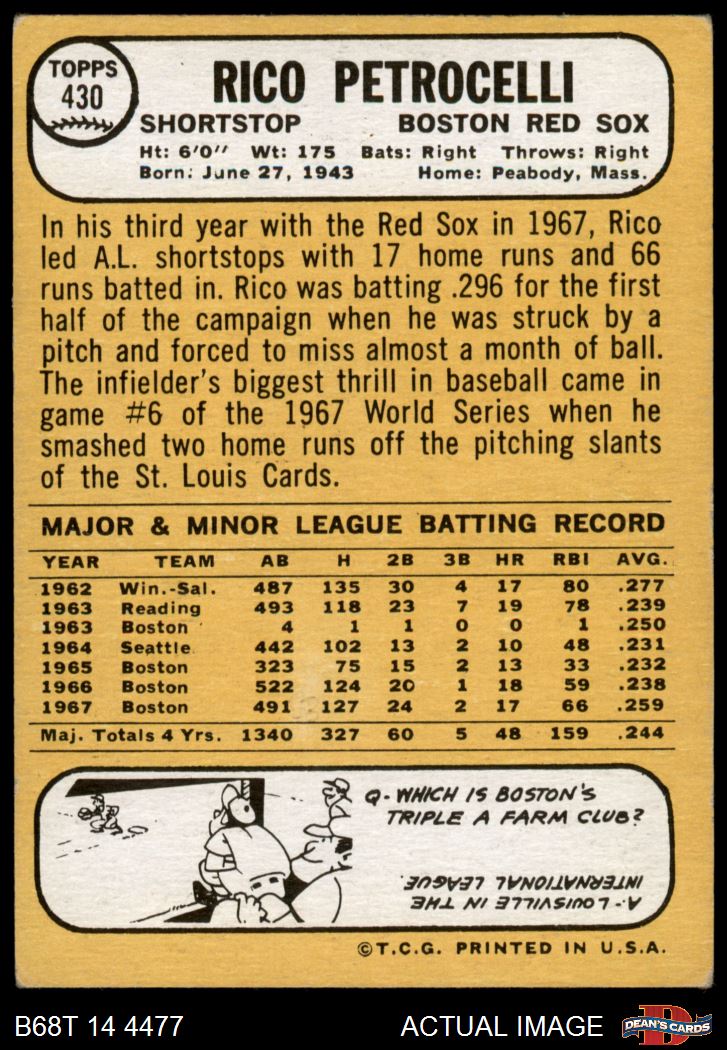 TOPPS
430
RICO PETROCELLI
SHORTSTOP BOSTON RED SOX
Ht: 6'0" Wt: 175 Bats: Right Throws: Right
Born: June 27, 1943 Home: Peabody, Mass.
In his third year with the Red Sox in 1967, Rico
led A.L. shortstops with 17 home runs and 66
runs batted in. Rico was batting .296 for the first
half of the campaign when he was struck by a
pitch and forced to miss almost a month of ball.
The infielder's biggest thrill in baseball came in
game #6 of the 1967 World Series when he
smashed two home runs off the pitching slants
of the St. Louis Cards.
MAJOR & MINOR LEAGUE BATTING RECORD
YEAR TEAM AB H 2B 3B HR RBI AVG.
1962 Win.-Sal. 487 135 30 4 17 80 .277
1963 Reading 493 118 23 7 19 78 .239
1963 Boston 4 1 1 0 0 1 .250
1964 Seattle 442 102 13 2 10 48 .231
1965 Boston 323 75 15 2 13 33 .232
1966 Boston 522 124 20 1 18 59 .238
1967 Boston 491 127 24 2 17 66 .259
Maj. Totals 4 Yrs. 1340 327 60 5 48 159 .244
Q- WHICH IS BOSTON'S
TRIPLE A FARM CLUB?
A- LOUISVILLE IN THE
INTERNATIONAL LEAGUE.
©T.C.G. PRINTED IN U.S.A.
B68T 14 4477 ACTUAL IMAGE DEAN'S CARDS